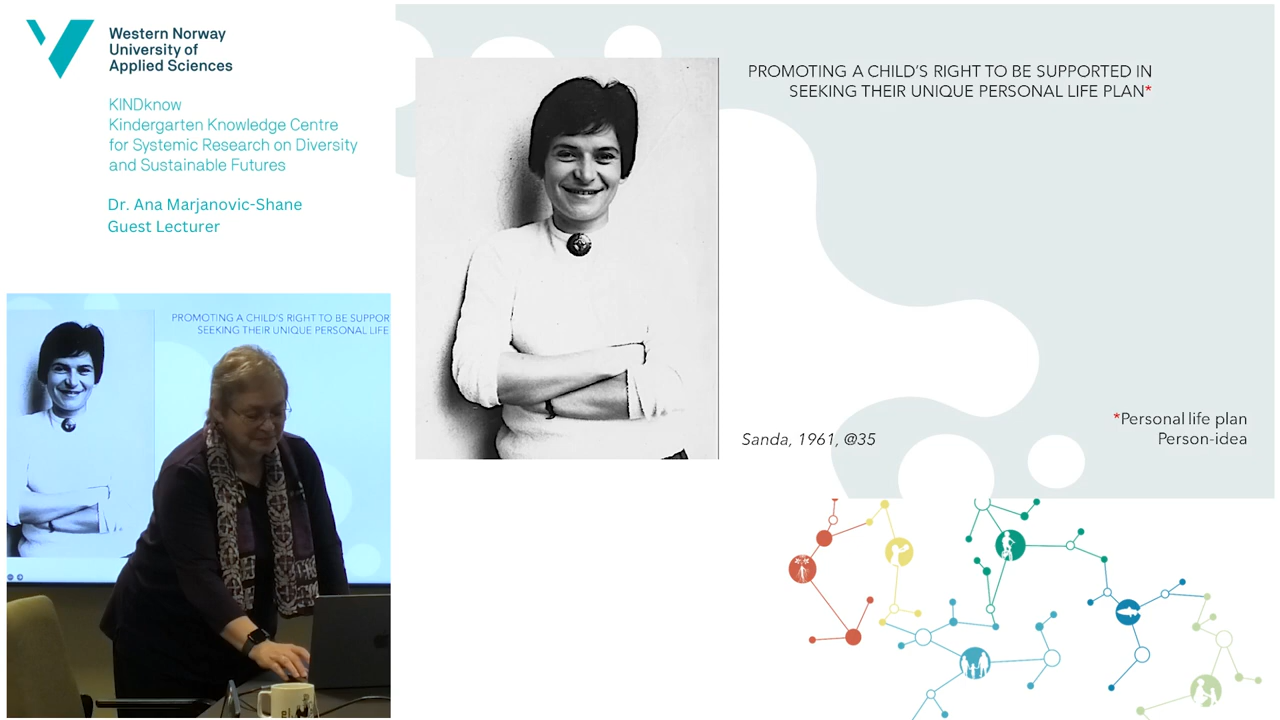 Western Norway
University of
Applied Sciences
KINDknow
Kindergarten Knowledge Centre
for Systemic Research on Diversity
and Sustainable Futures
Dr. Ana Marjanovic-Shane
Guest Lecturer
PROMOTING A CHILD'S RIGHT TO BE SUPPORTED IN
SEEKING THEIR UNIQUE PERSONAL LIFE PLAN*
Sanda, 1961, @35
*Personal life plan
Person-idea
PROMOTING A CHILD'S RIGHT TO BE SUPPOR
SEEKING THEIR UNIQUE PERSONAL LIFE